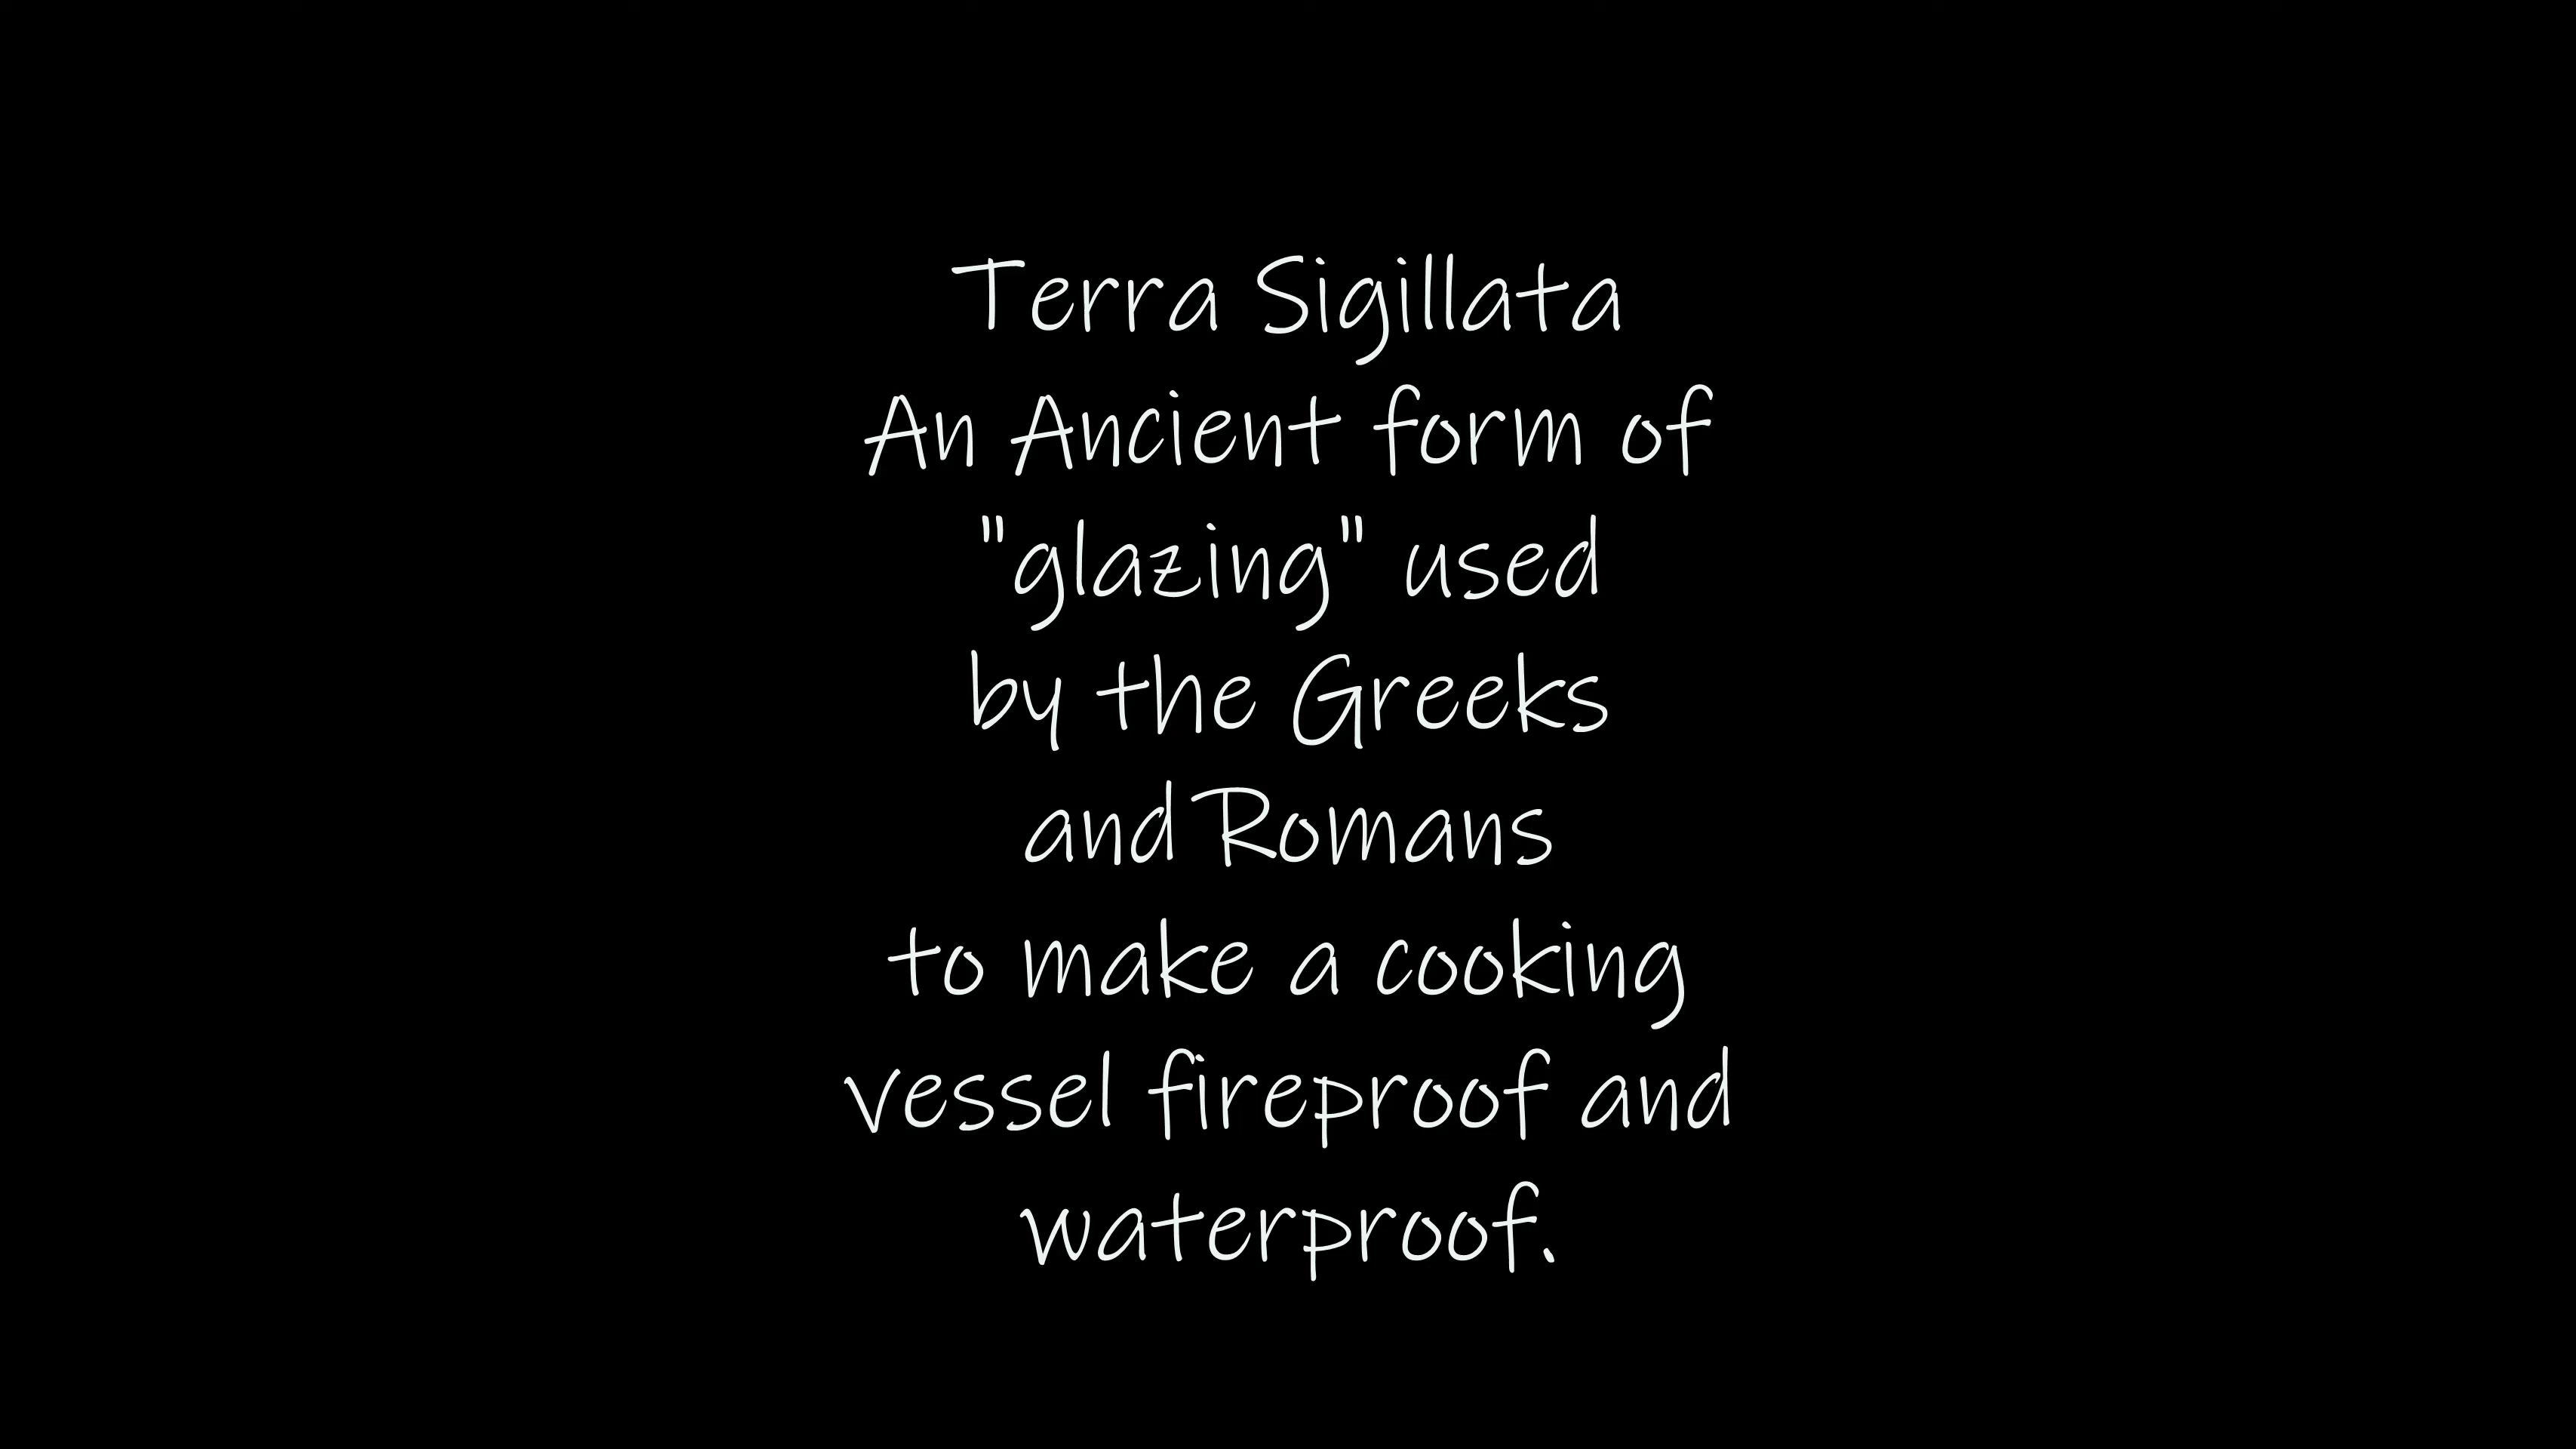 Terra Sigillata
An Ancient form of
"glazing" used
by the Greeks
and Romans
to make a cooking
vessel fireproof and
waterproof.